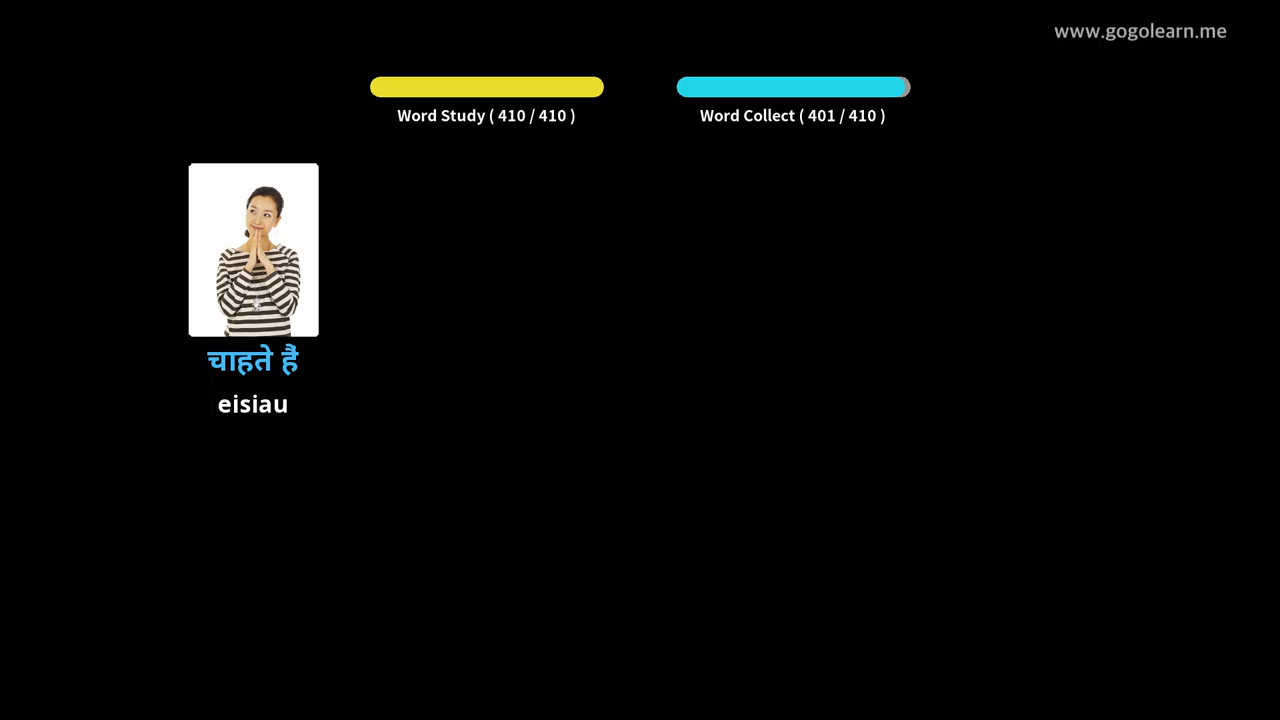 www.gogolearn.me
Word Study ( 410 / 410 )
Word Collect ( 401 / 410 )
चाहते हैं
eisiau